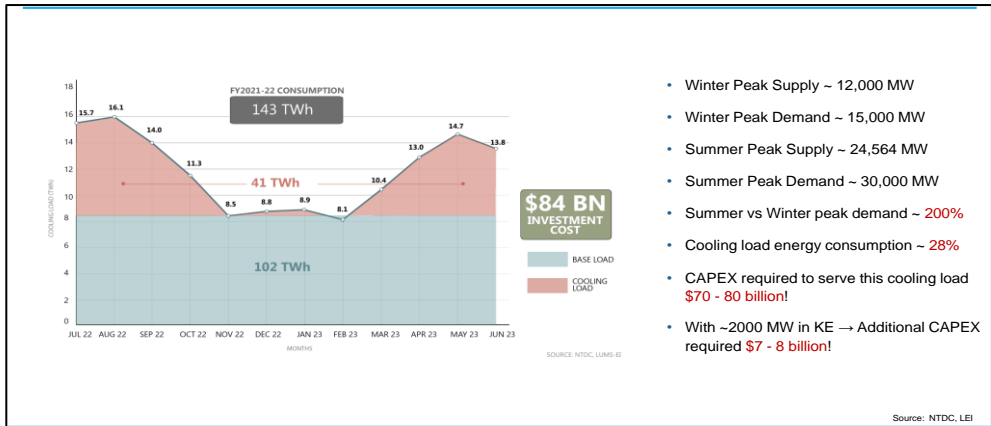 FY2021-22 CONSUMPTION
143 TWh
18
16
14
12
10
8
6
4
2
0
COOLING LOAD (TWh)
15.7
16.1
14.0
11.3
8.5
8.8
8.9
8.1
10.4
13.0
14.7
13.8
41 TWh
102 TWh
JUL 22 AUG 22 SEP 22 OCT 22 NOV 22 DEC 22 JAN 23 FEB 23 MAR 23 APR 23 MAY 23 JUN 23
MONTHS
$84 BN
INVESTMENT
COST
BASE LOAD
COOLING
LOAD
SOURCE: NTDC, LUMS-EI
• Winter Peak Supply ~ 12,000 MW
• Winter Peak Demand ~ 15,000 MW
• Summer Peak Supply ~ 24,564 MW
• Summer Peak Demand ~ 30,000 MW
• Summer vs Winter peak demand ~ 200%
• Cooling load energy consumption ~ 28%
• CAPEX required to serve this cooling load
$70 - 80 billion!
• With ~2000 MW in KE → Additional CAPEX
required $7 - 8 billion!
Source: NTDC, LEI